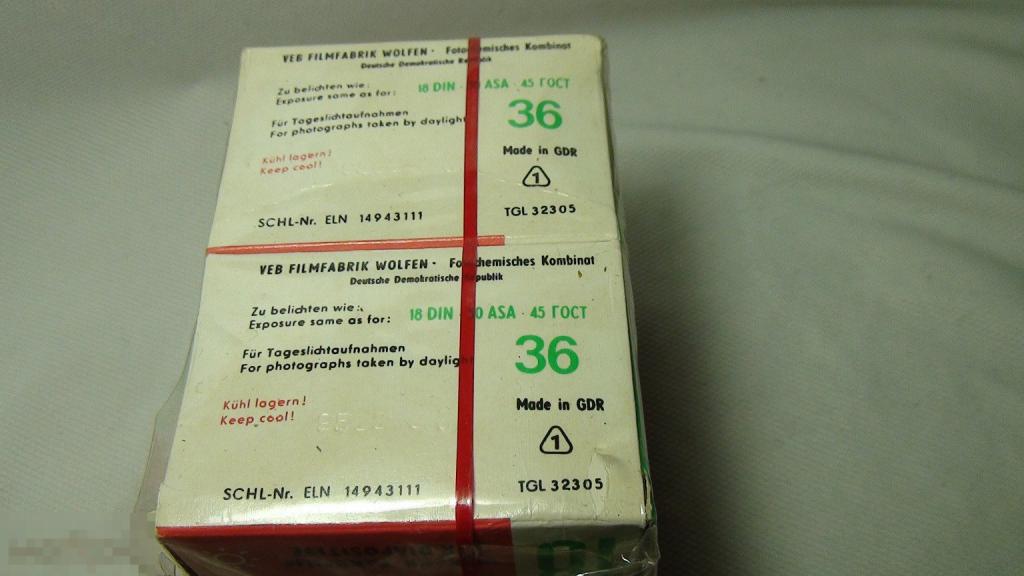 VEB FILMFABRIK WOLFEN · Fotochemisches Kombinat
Deutsche Demokratische Republik
Zu belichten wie:
Exposure same as for:
18 DIN · 50 ASA · 45 ГОСТ
36
Für Tageslichtaufnahmen
For photographs taken by daylight
Made in GDR
Kühl lagern!
Keep cool!
1
SCHL-Nr. ELN 14943111
TGL 32305
VEB FILMFABRIK WOLFEN · Fotochemisches Kombinat
Deutsche Demokratische Republik
Zu belichten wie:
Exposure same as for:
18 DIN · 50 ASA · 45 ГОСТ
36
Für Tageslichtaufnahmen
For photographs taken by daylight
Made in GDR
Kühl lagern!
Keep cool!
1
SCHL-Nr. ELN 14943111
TGL 32305